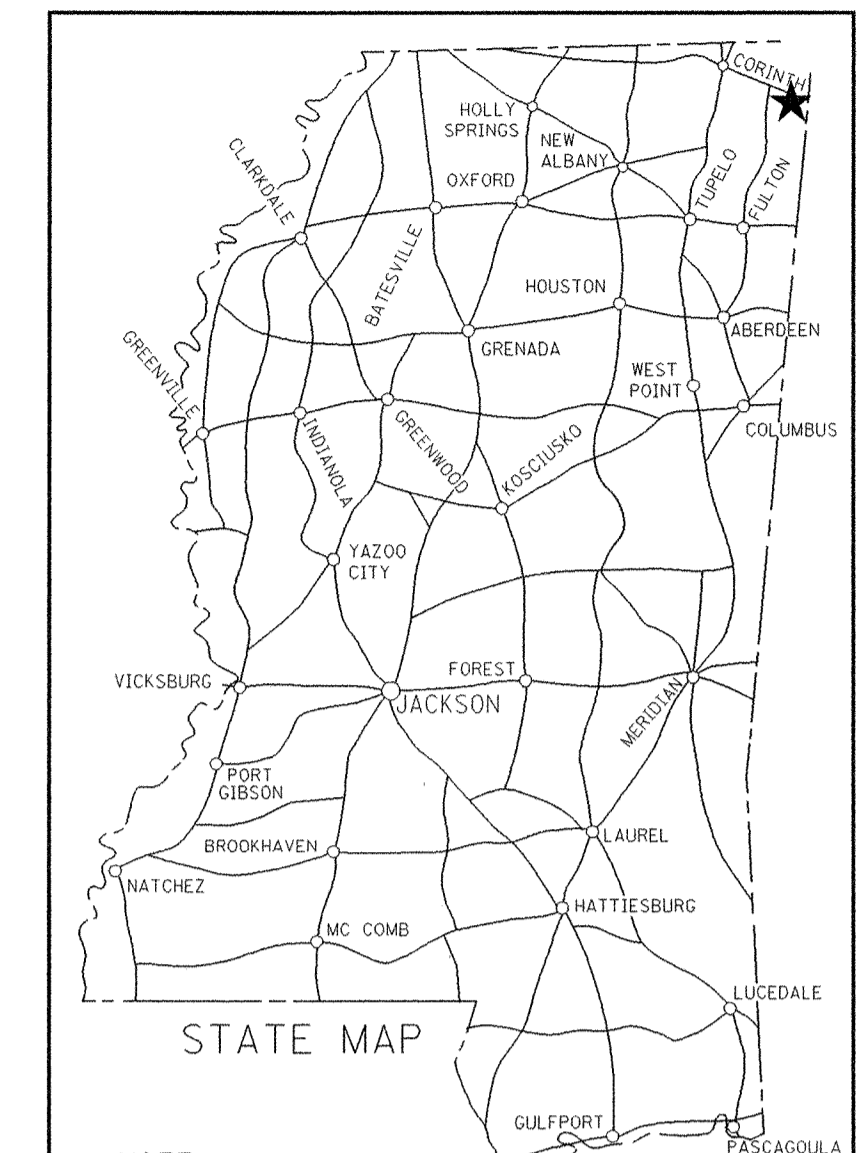 CORINTH
HOLLY
SPRINGS
NEW
ALBANY
CLARKDALE
OXFORD
TUPELO
FULTON
BATESVILLE
HOUSTON
ABERDEEN
GRENADA
GREENVILLE
WEST
POINT
COLUMBUS
INDIANOLA
GREENWOOD
KOSCIUSKO
YAZOO
CITY
VICKSBURG
FOREST
JACKSON
MERIDIAN
PORT
GIBSON
BROOKHAVEN
LAUREL
NATCHEZ
HATTIESBURG
MC COMB
LUCEDALE
STATE MAP
GULFPORT
PASCAGOULA